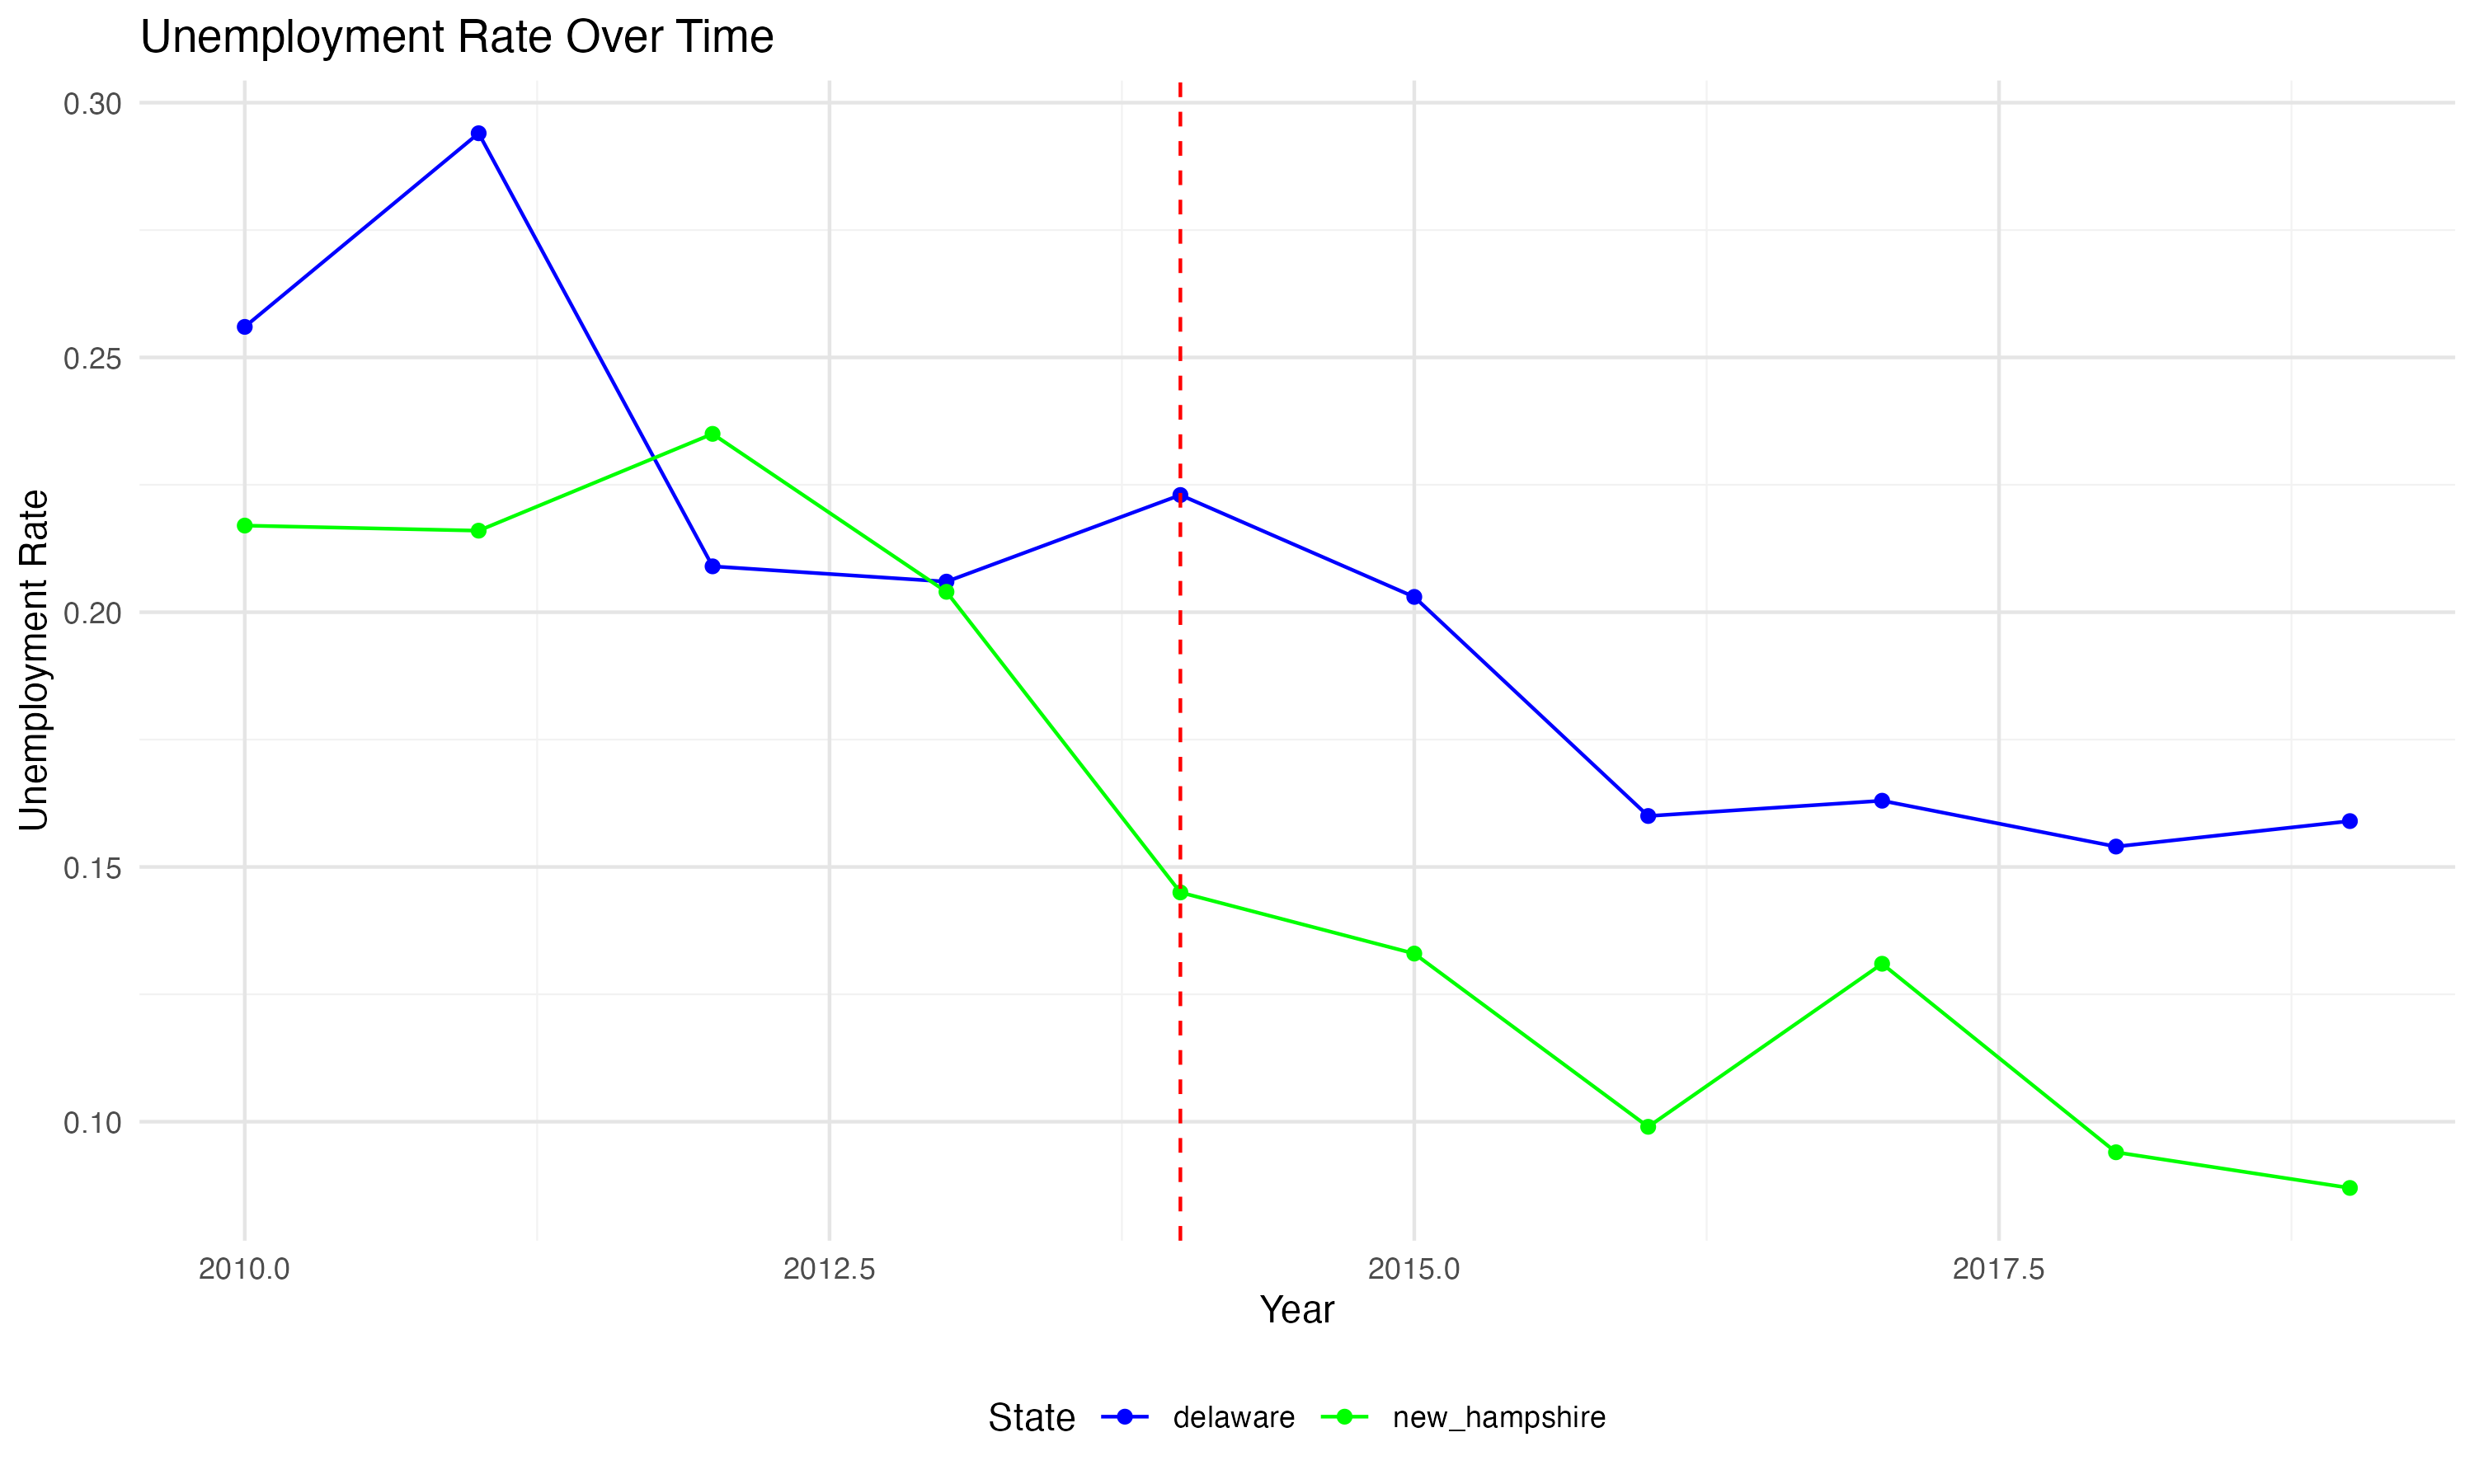 Unemployment Rate Over Time
Unemployment Rate
0.30
0.25
0.20
0.15
0.10
2010.0 2012.5 2015.0 2017.5
Year
State delaware new_hampshire